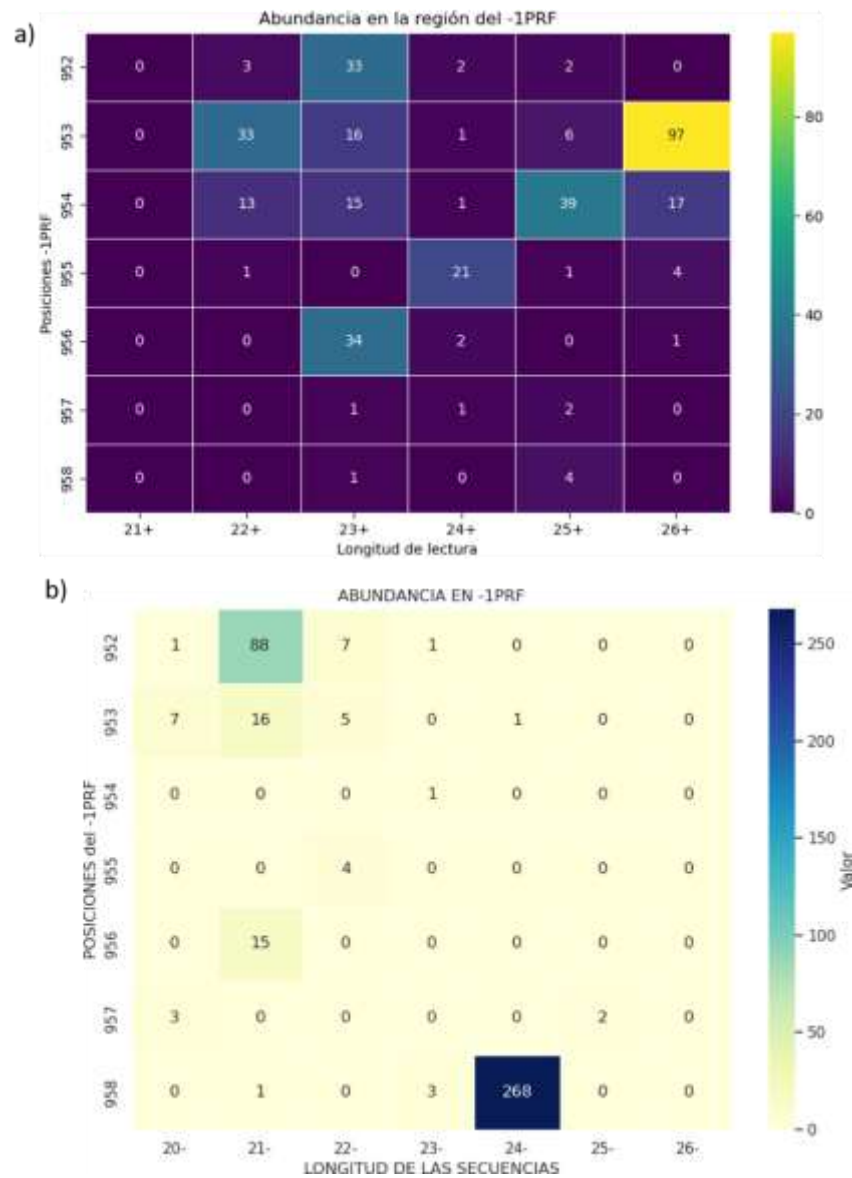 a)
Abundancia en la región del -1PRF
Posiciones -1PRF
952 0 3 33 2 2 0
953 0 33 16 1 6 97
954 0 13 15 1 39 17
955 0 1 0 21 1 4
956 0 0 34 2 0 1
957 0 0 1 1 2 0
958 0 0 1 0 4 0
21+ 22+ 23+ 24+ 25+ 26+
Longitud de lectura
80
60
40
20
0
b)
ABUNDANCIA EN -1PRF
POSICIONES del -1PRF
952 1 88 7 1 0 0 0
953 7 16 5 0 1 0 0
954 0 0 0 1 0 0 0
955 0 0 4 0 0 0 0
956 0 15 0 0 0 0 0
957 3 0 0 0 0 2 0
958 0 1 0 3 268 0 0
20- 21- 22- 23- 24- 25- 26-
LONGITUD DE LAS SECUENCIAS
250
200
150
100
50
0
Valor